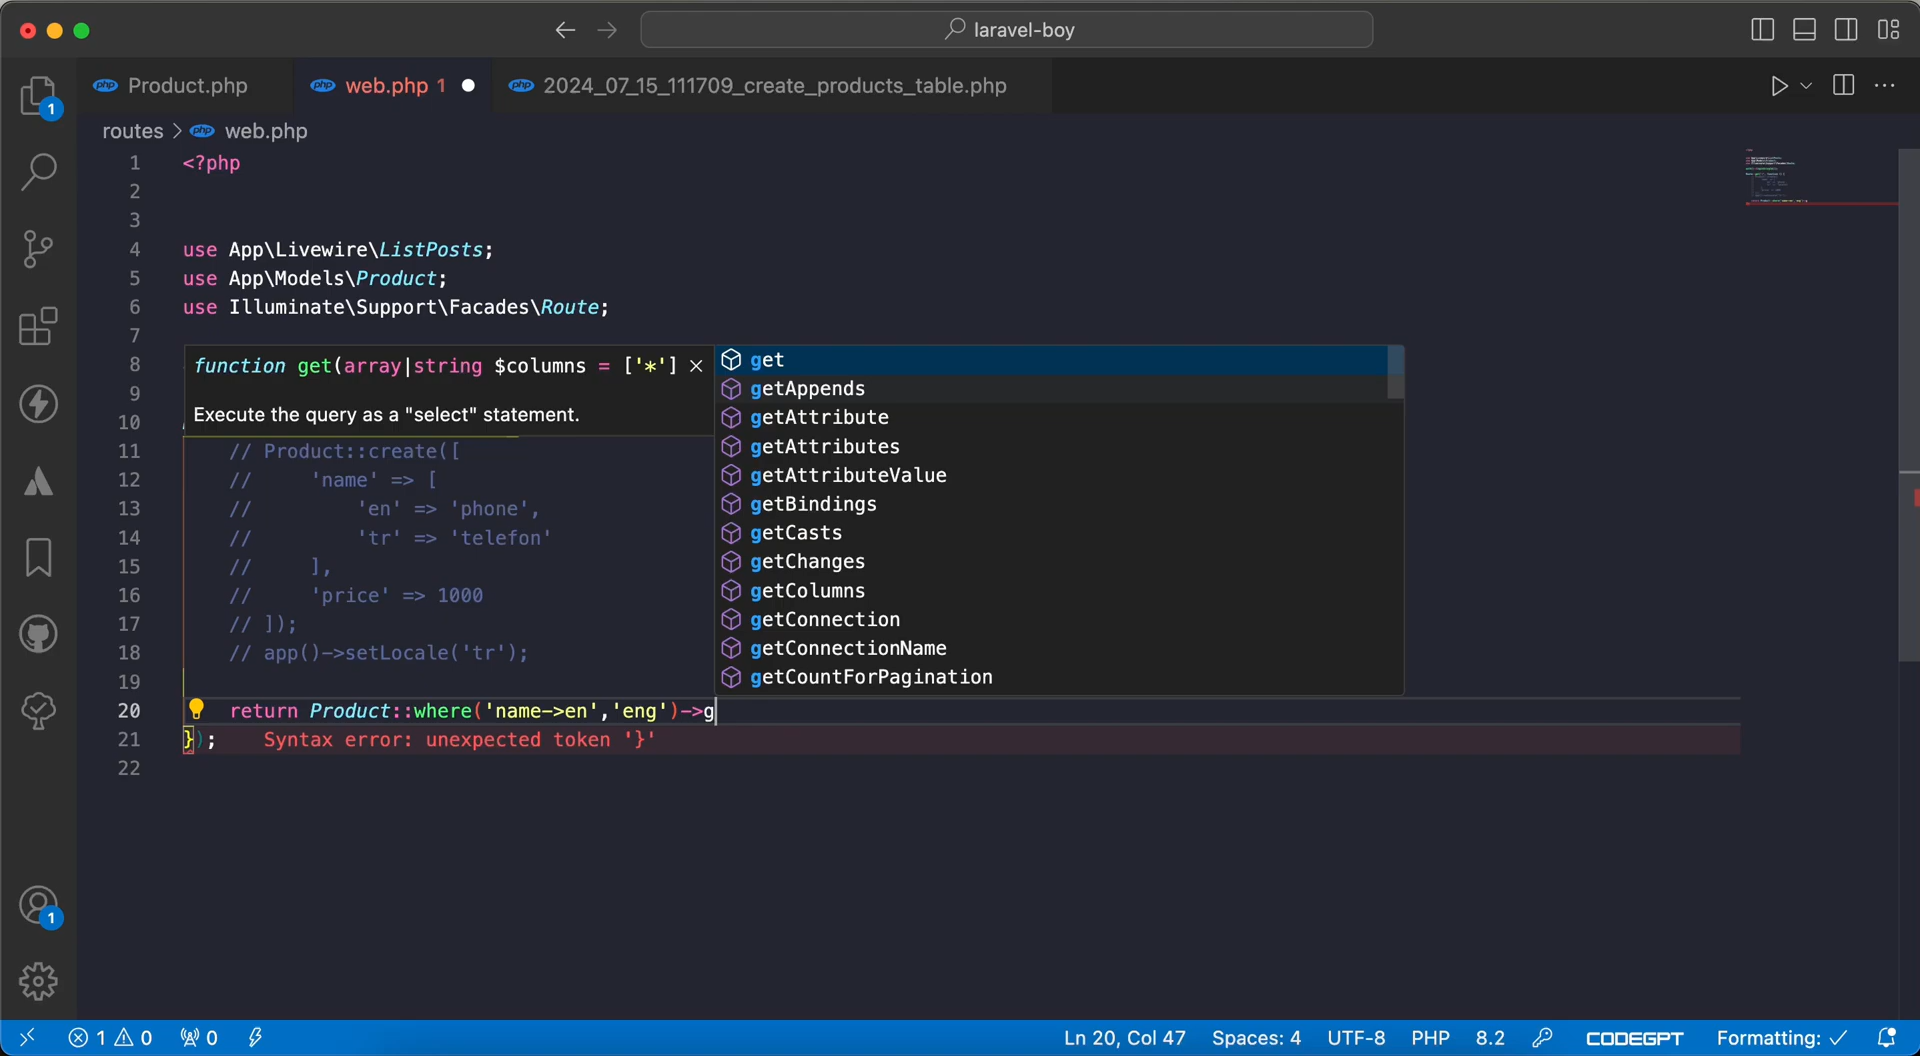 laravel-boy
php Product.php
php web.php 1
php 2024_07_15_111709_create_products_table.php
1
routes > php web.php
1 <?php
2
3
4 use App\Livewire\ListPosts;
5 use App\Models\Product;
6 use Illuminate\Support\Facades\Route;
7
8
9
10
function get(array|string $columns = ['*']
Execute the query as a "select" statement.
get
getAppends
getAttribute
getAttributes
getAttributeValue
getBindings
getCasts
getChanges
getColumns
getConnection
getConnectionName
getCountForPagination
11 // Product::create([
12 // 'name' => [
13 // 'en' => 'phone',
14 // 'tr' => 'telefon'
15 // ],
16 // 'price' => 1000
17 // ]);
18 // app()->setLocale('tr');
19
20 return Product::where('name->en','eng')->g
21 }); Syntax error: unexpected token '}'
22
1
1 0 0 Ln 20, Col 47 Spaces: 4 UTF-8 PHP 8.2 CODEGPT Formatting: ✓